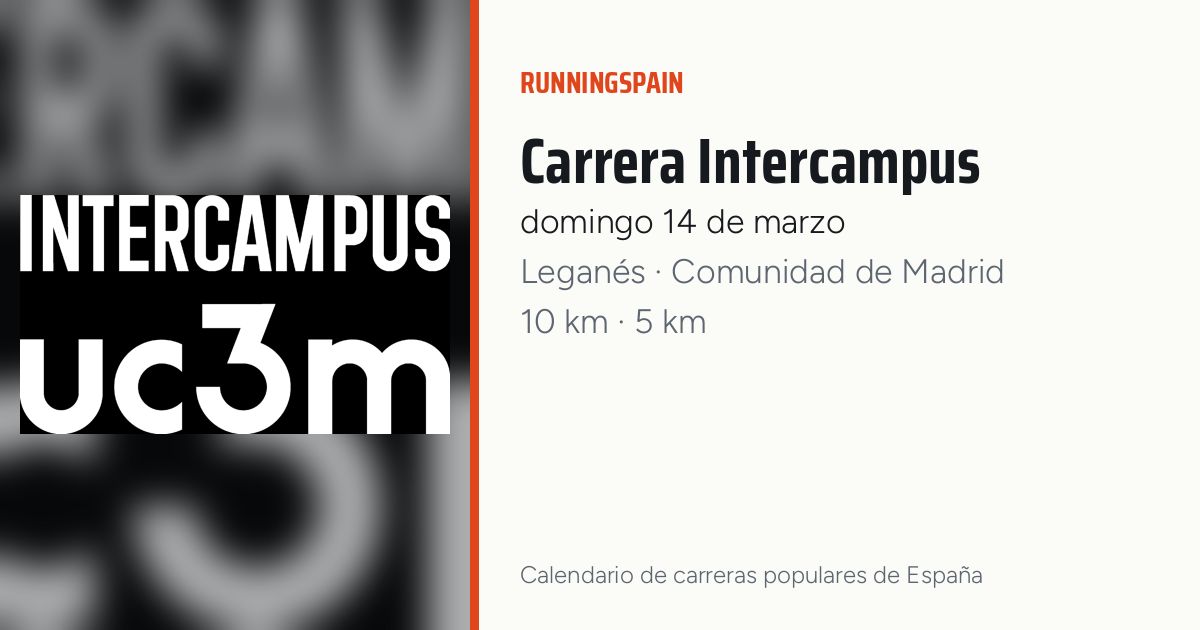 INTERCAMPUS
uc3m
RUNNINGSPAIN
Carrera Intercampus
domingo 14 de marzo
Leganés · Comunidad de Madrid
10 km · 5 km
Calendario de carreras populares de España